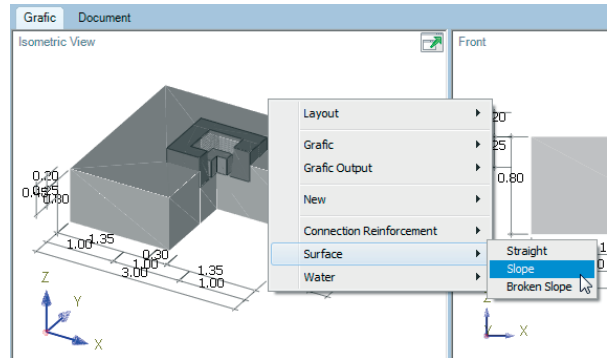 Grafic Document
Isometric View
Front
Layout
Grafic
Grafic Output
New
Connection Reinforcement
Surface
Water
Straight
Slope
Broken Slope
20
25
0.80
0.20
0.80
1.00 1.35
0.30
1.00
3.00
1.35
1.00
Z
Y
X
Z
X